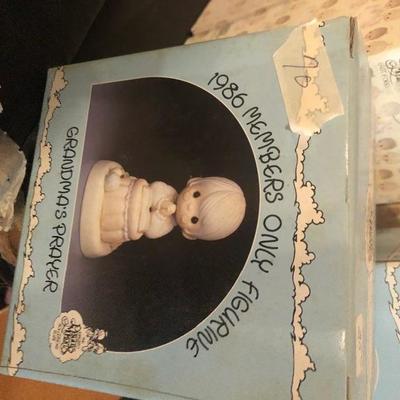 1986 MEMBERS ONLY FIGURINE
GRANDMA'S PRAYER